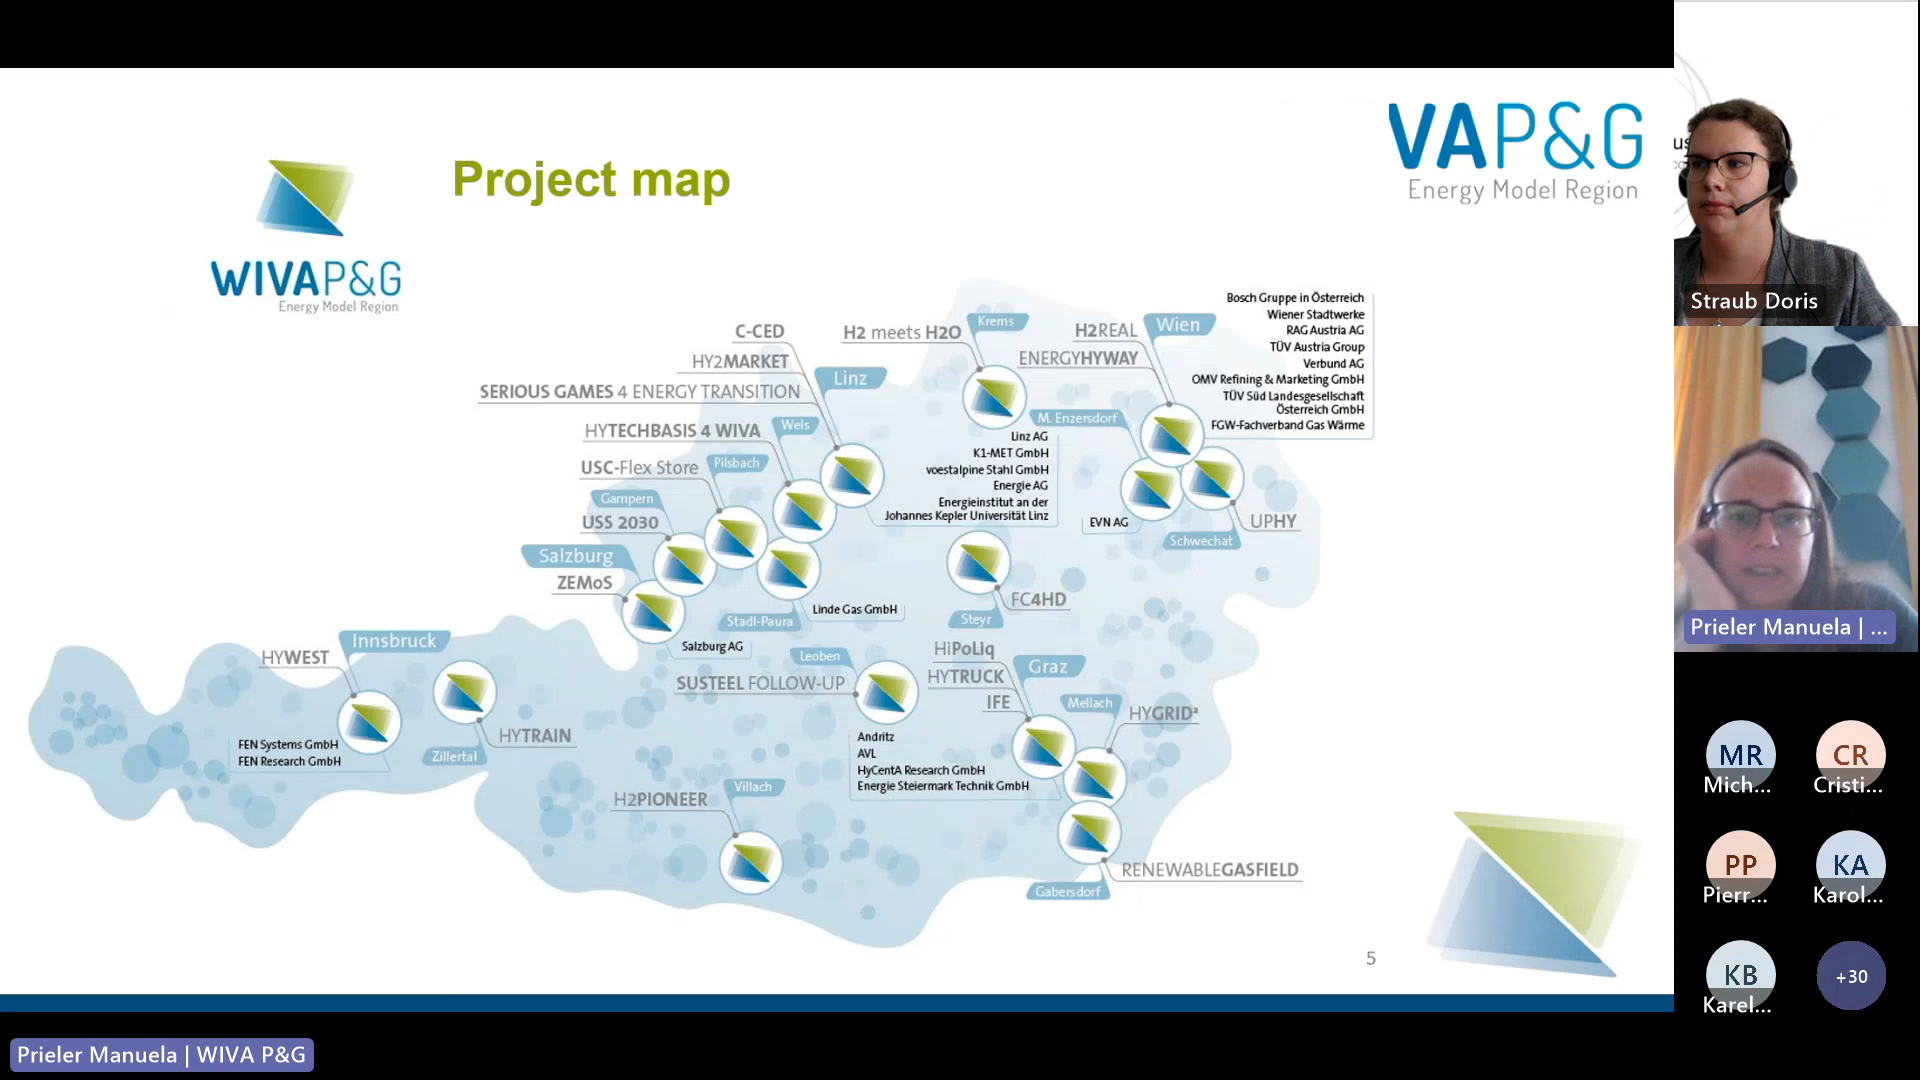 Project map
VAP&G
Energy Model Region
WIVAP&G
Energy Model Region
C-CED
HY2MARKET
SERIOUS GAMES 4 ENERGY TRANSITION
Linz
HYTECHBASIS 4 WIVA
Wels
USC-Flex Store
Pilsbach
Gampern
USS 2030
Salzburg
ZEMoS
Salzburg AG
Stadl-Paura
Linde Gas GmbH
H2 meets H2O
Krems
H2REAL
ENERGYHYWAY
Wien
Bosch Gruppe in Österreich
Wiener Stadtwerke
RAG Austria AG
TÜV Austria Group
Verbund AG
OMV Refining & Marketing GmbH
TÜV Süd Landesgesellschaft
Österreich GmbH
FGW-Fachverband Gas Wärme
M. Enzersdorf
Linz AG
K1-MET GmbH
voestalpine Stahl GmbH
Energie AG
Energieinstitut an der
Johannes Kepler Universität Linz
EVN AG
UPHY
Schwechat
FC4HD
Steyr
HYWEST
Innsbruck
FEN Systems GmbH
FEN Research GmbH
HYTRAIN
Zillertal
Leoben
SUSTEEL FOLLOW-UP
HiPoLiq
HYTRUCK
IFE
Graz
Mellach
HYGRID²
Andritz
AVL
HyCentA Research GmbH
Energie Steiermark Technik GmbH
H2PIONEER
Villach
RENEWABLEGASFIELD
Gabersdorf
5
Straub Doris
Prieler Manuela | ...
MR
Mich...
CR
Cristi...
PP
Pierr...
KA
Karol...
KB
Karel...
+30
Prieler Manuela | WIVA P&G